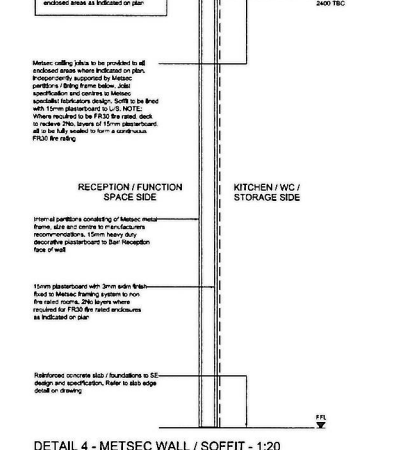 enclosed areas as indicated on plan
2400 TBC
Metsec ceiling joists to be provided to all
enclosed areas where indicated on plan.
Independently supported by Metsec
partitions / lining frame below. Joist
specification and centres to Metsec
specialist fabricators design. Soffit to be lined
with 15mm plasterboard to U/S. NOTE:
Where required to be FR30 fire rated, deck
to recieve 2No. layers of 15mm plasterboard,
all to be fully sealed to form a continuous
FR30 fire rating
RECEPTION / FUNCTION
SPACE SIDE
KITCHEN / WC /
STORAGE SIDE
Internal partitions consisting of Metsec metal
frame, size and centre to manufacturers
recommendations. 15mm heavy duty
decorative plasterboard to Bar/ Reception
face of wall
15mm plasterboard with 3mm skim finish
fixed to Metsec framing system to non
fire rated rooms. 2No layers where
required for FR30 fire rated enclosures
as indicated on plan
Reinforced concrete slab / foundations to SE
design and specification. Refer to slab edge
detail on drawing
FFL
DETAIL 4 - METSEC WALL / SOFFIT - 1:20